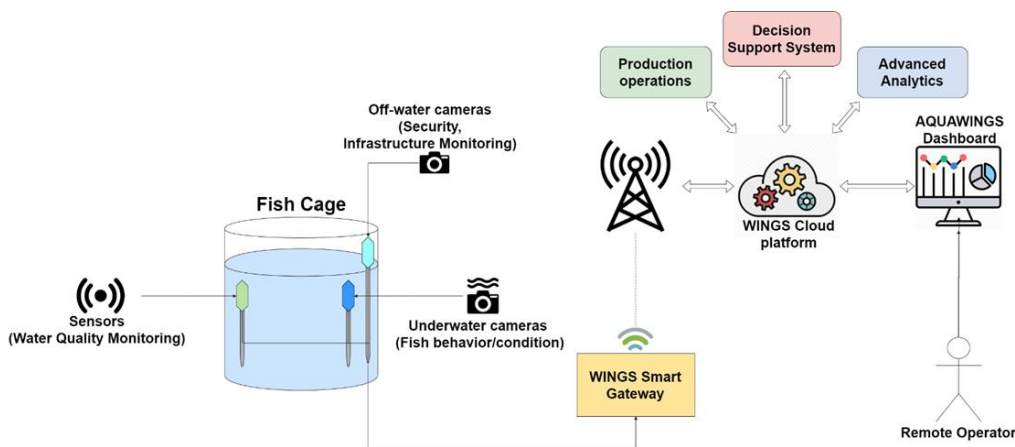 Decision
Support System
Production
operations
Advanced
Analytics
Off-water cameras
(Security,
Infrastructure Monitoring)
AQUAWINGS
Dashboard
Fish Cage
WINGS Cloud
platform
Sensors
(Water Quality Monitoring)
Underwater cameras
(Fish behavior/condition)
WINGS Smart
Gateway
Remote Operator